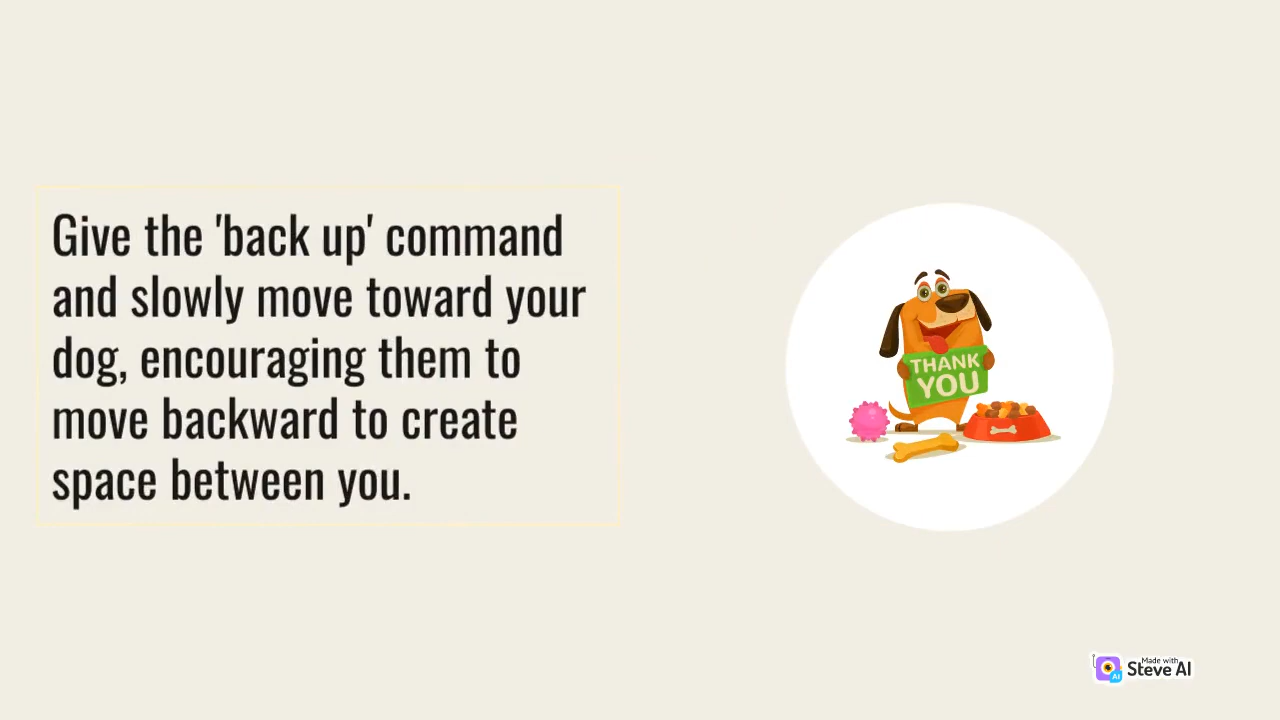 Give the 'back up' command
and slowly move toward your
dog, encouraging them to
move backward to create
space between you.
THANK
YOU
Made with
Steve AI
AI